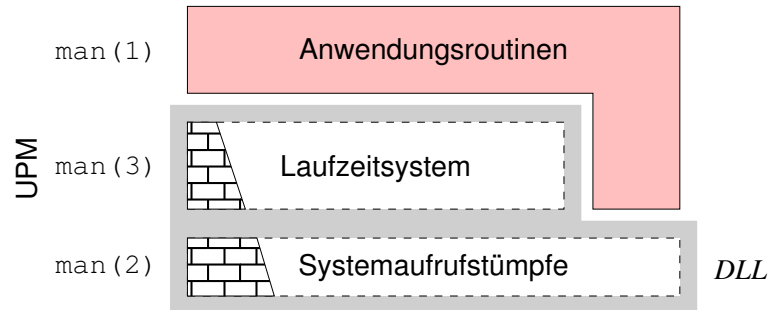 man(1) Anwendungsroutinen
UPM
man(3) Laufzeitsystem
man(2) Systemaufrufstümpfe DLL